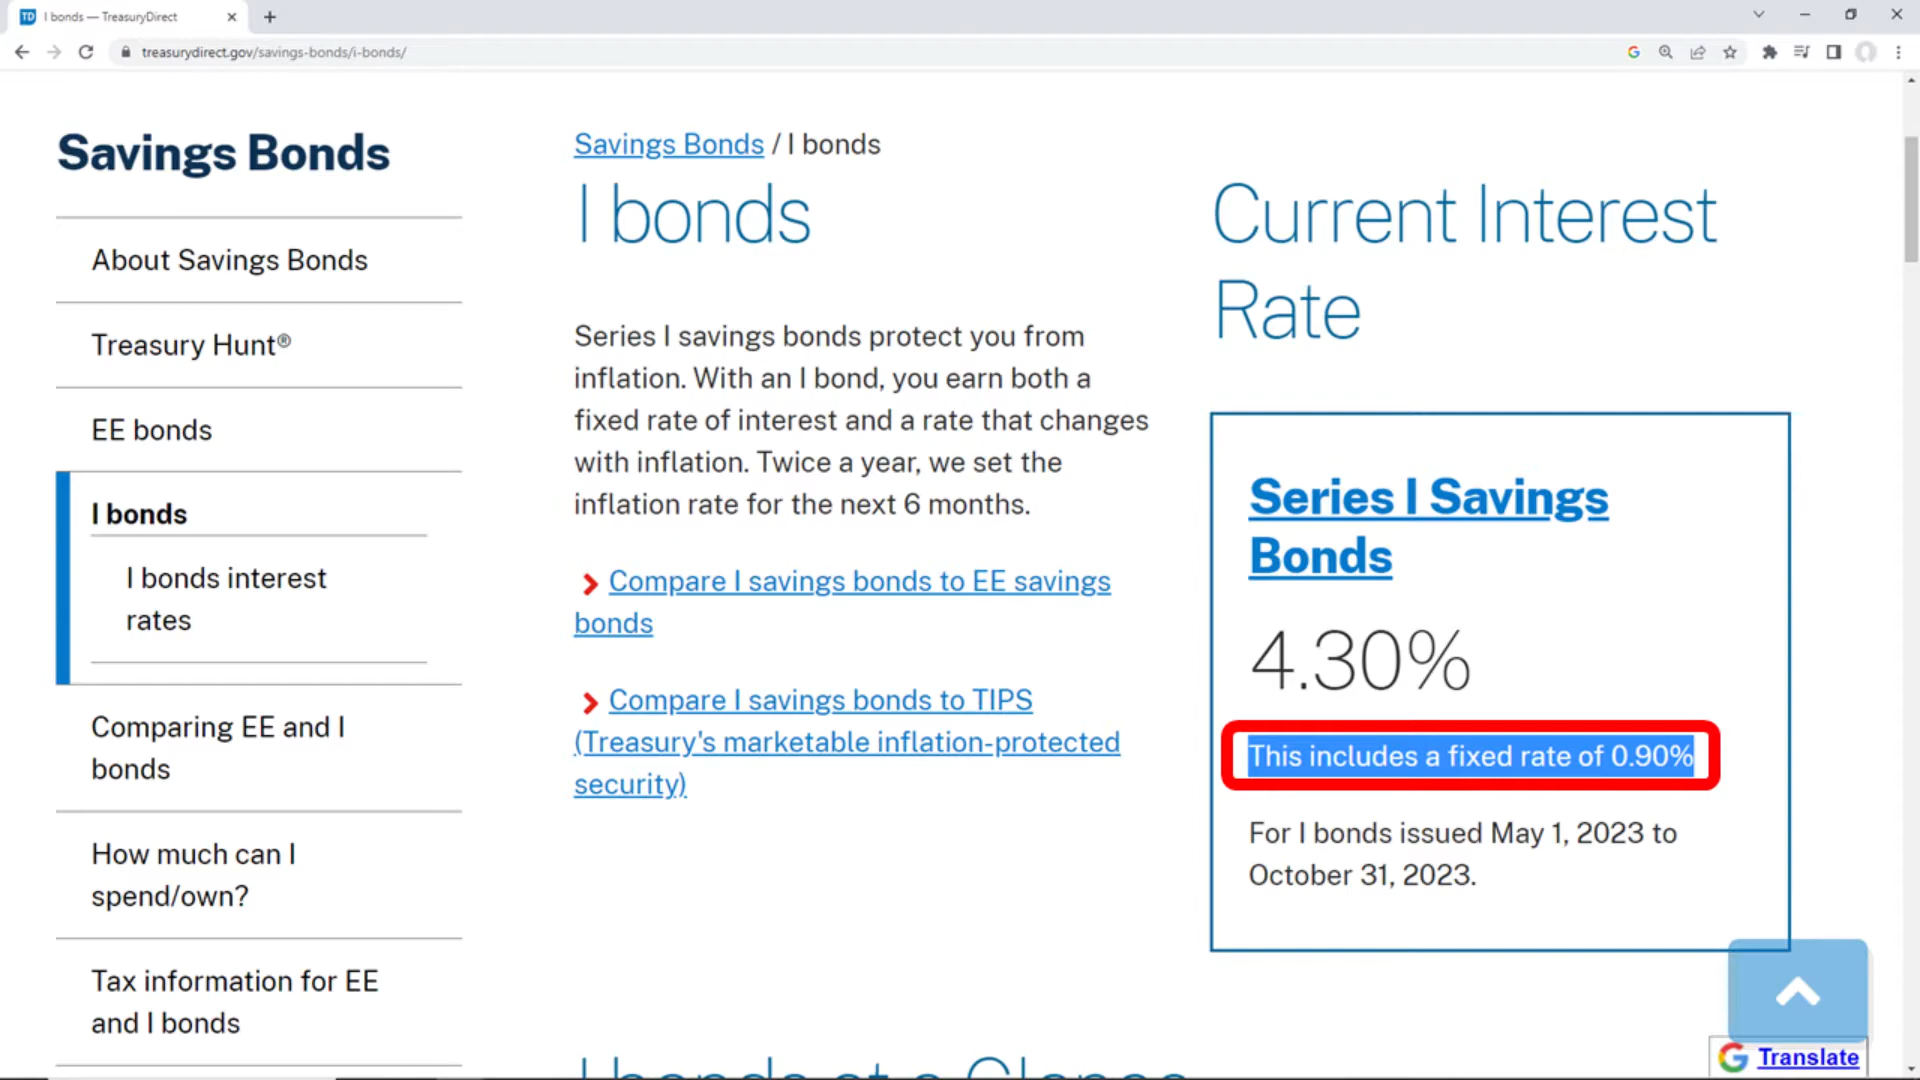 I bonds — TreasuryDirect
treasurydirect.gov/savings-bonds/i-bonds/
Savings Bonds
About Savings Bonds
Treasury Hunt®
EE bonds
I bonds
I bonds interest
rates
Comparing EE and I
bonds
How much can I
spend/own?
Tax information for EE
and I bonds
Savings Bonds / I bonds
I bonds
Series I savings bonds protect you from
inflation. With an I bond, you earn both a
fixed rate of interest and a rate that changes
with inflation. Twice a year, we set the
inflation rate for the next 6 months.
Compare I savings bonds to EE savings
bonds
Compare I savings bonds to TIPS
(Treasury's marketable inflation-protected
security)
I bonds at a Glance
Current Interest
Rate
Series I Savings
Bonds
4.30%
This includes a fixed rate of 0.90%
For I bonds issued May 1, 2023 to
October 31, 2023.
Translate